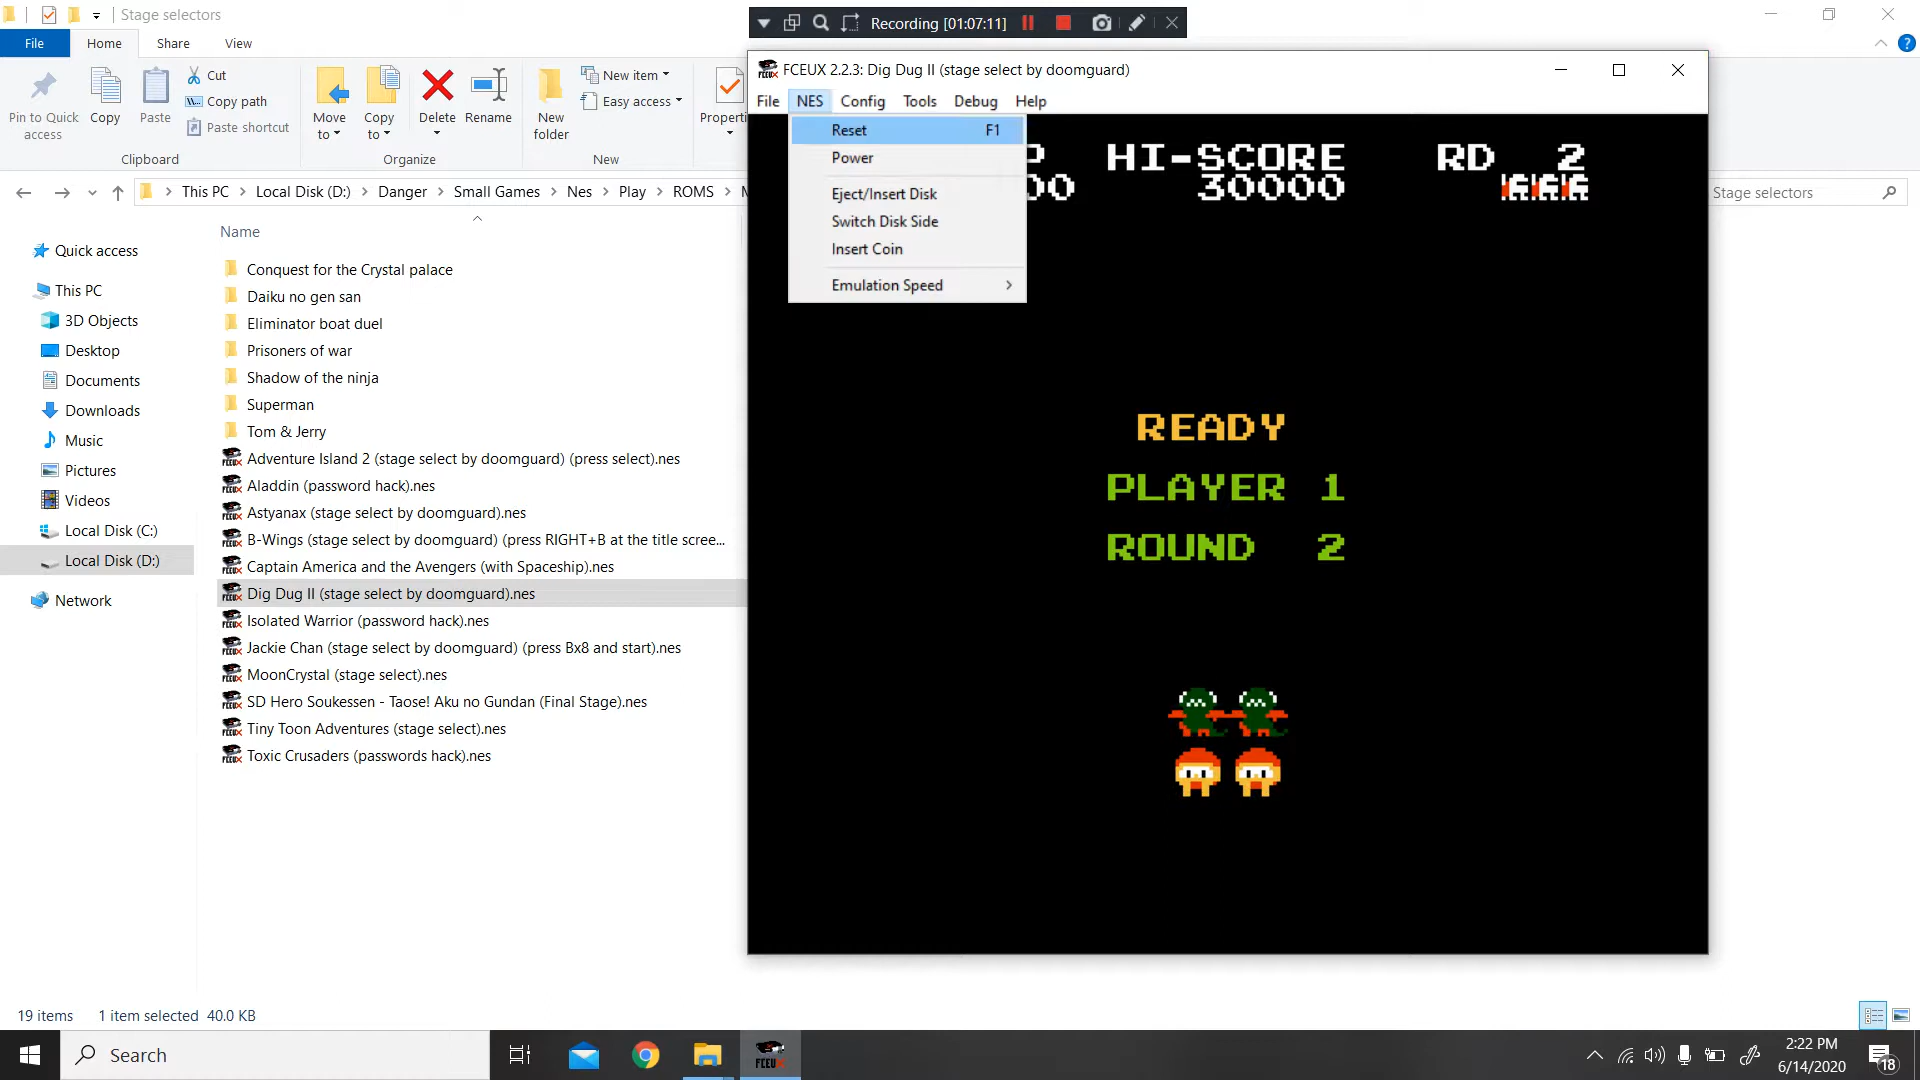 Stage selectors
File Home Share View
Pin to Quick access
Copy
Paste
Cut
Copy path
Paste shortcut
Clipboard
Move to
Copy to
Delete
Rename
Organize
New folder
New item
Easy access
New
Properti
This PC Local Disk (D:) Danger Small Games Nes Play ROMS
Stage selectors
Quick access
This PC
3D Objects
Desktop
Documents
Downloads
Music
Pictures
Videos
Local Disk (C:)
Local Disk (D:)
Network
Name
Conquest for the Crystal palace
Daiku no gen san
Eliminator boat duel
Prisoners of war
Shadow of the ninja
Superman
Tom & Jerry
Adventure Island 2 (stage select by doomguard) (press select).nes
Aladdin (password hack).nes
Astyanax (stage select by doomguard).nes
B-Wings (stage select by doomguard) (press RIGHT+B at the title scree...
Captain America and the Avengers (with Spaceship).nes
Dig Dug II (stage select by doomguard).nes
Isolated Warrior (password hack).nes
Jackie Chan (stage select by doomguard) (press Bx8 and start).nes
MoonCrystal (stage select).nes
SD Hero Soukessen - Taose! Aku no Gundan (Final Stage).nes
Tiny Toon Adventures (stage select).nes
Toxic Crusaders (passwords hack).nes
19 items 1 item selected 40.0 KB
Recording [01:07:11]
FCEUX 2.2.3: Dig Dug II (stage select by doomguard)
File NES Config Tools Debug Help
Reset F1
Power
Eject/Insert Disk
Switch Disk Side
Insert Coin
Emulation Speed
HI-SCORE RD 2
00 30000
READY
PLAYER 1
ROUND 2
Search
2:22 PM
6/14/2020
18